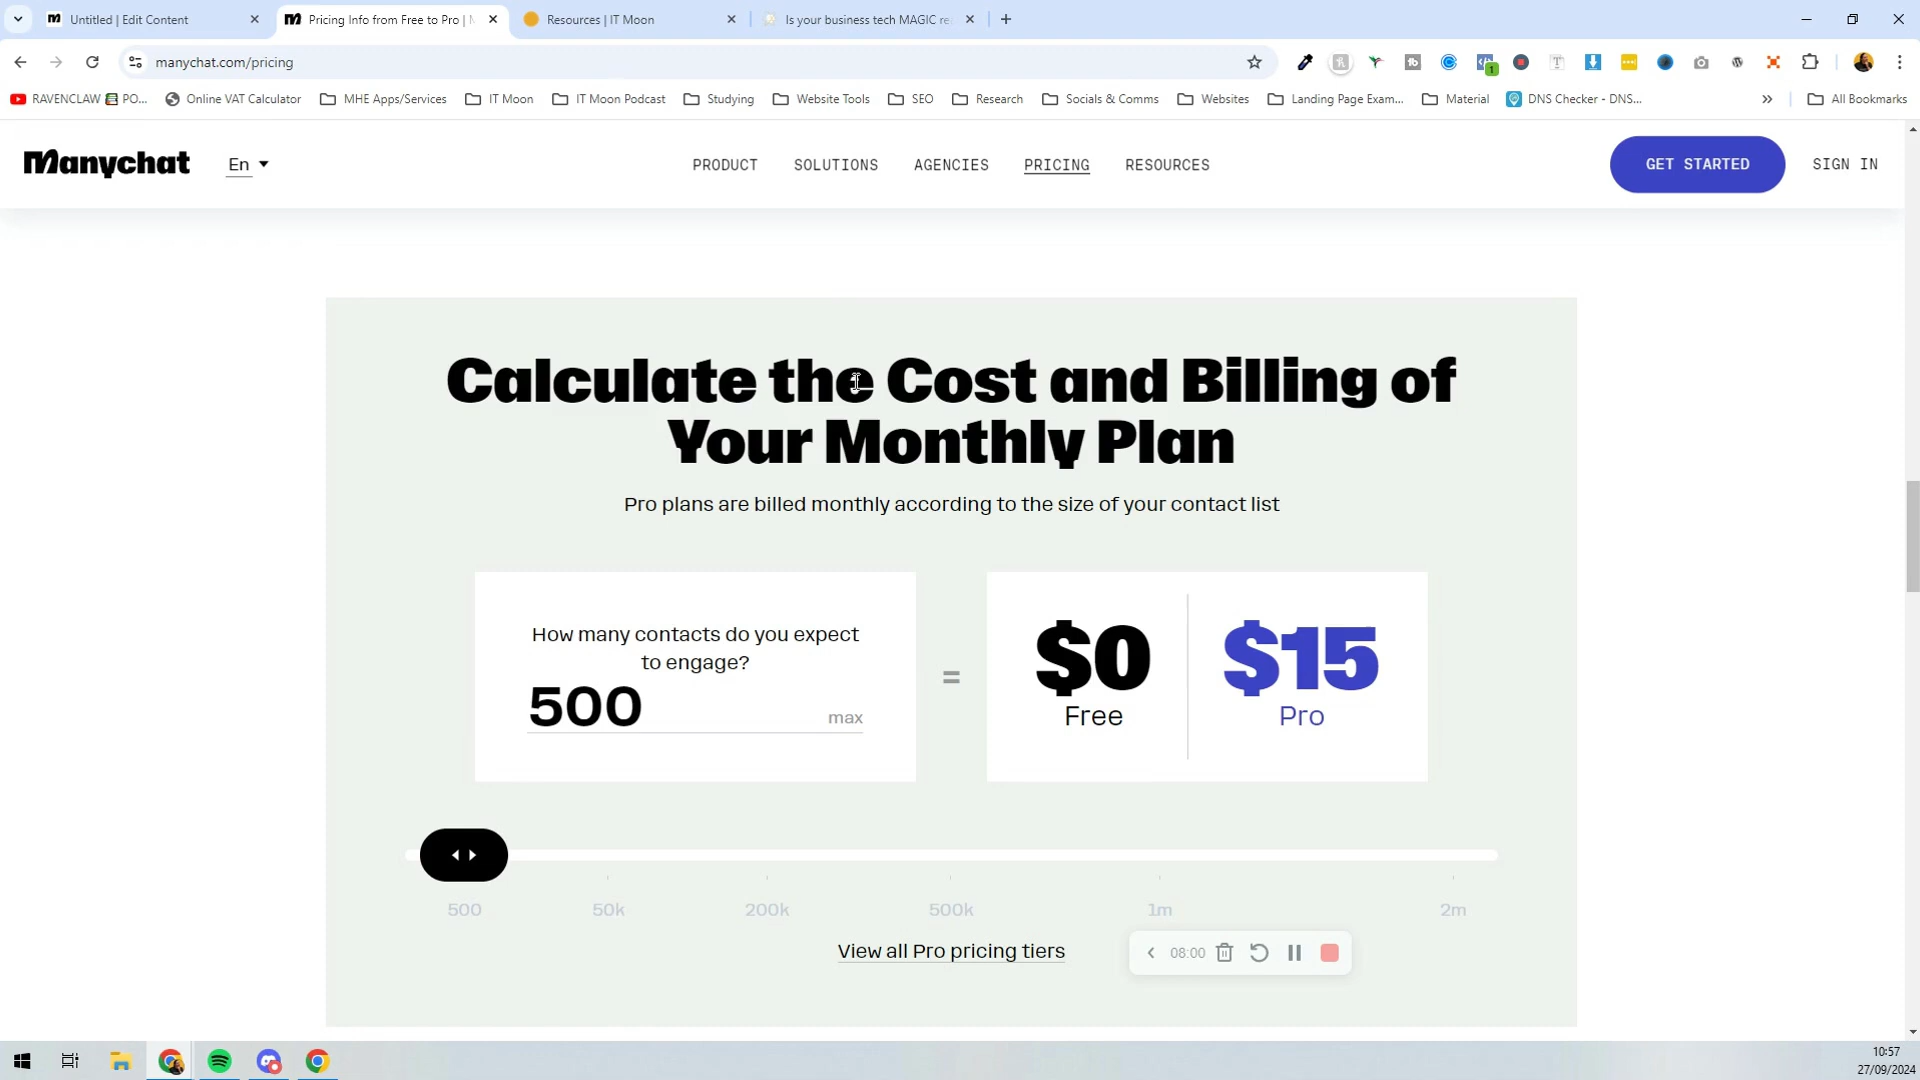 Untitled | Edit Content
Pricing Info from Free to Pro |
Resources | IT Moon
Is your business tech MAGIC re
manychat.com/pricing
RAVENCLAW PO...
Online VAT Calculator
MHE Apps/Services
IT Moon
IT Moon Podcast
Studying
Website Tools
SEO
Research
Socials & Comms
Websites
Landing Page Exam...
Material
DNS Checker - DNS...
All Bookmarks
Manychat
En
PRODUCT
SOLUTIONS
AGENCIES
PRICING
RESOURCES
GET STARTED
SIGN IN
Calculate the Cost and Billing of
Your Monthly Plan
Pro plans are billed monthly according to the size of your contact list
How many contacts do you expect
to engage?
500
max
=
$0
Free
$15
Pro
500
50k
200k
500k
1m
2m
View all Pro pricing tiers
08:00
10:57
27/09/2024